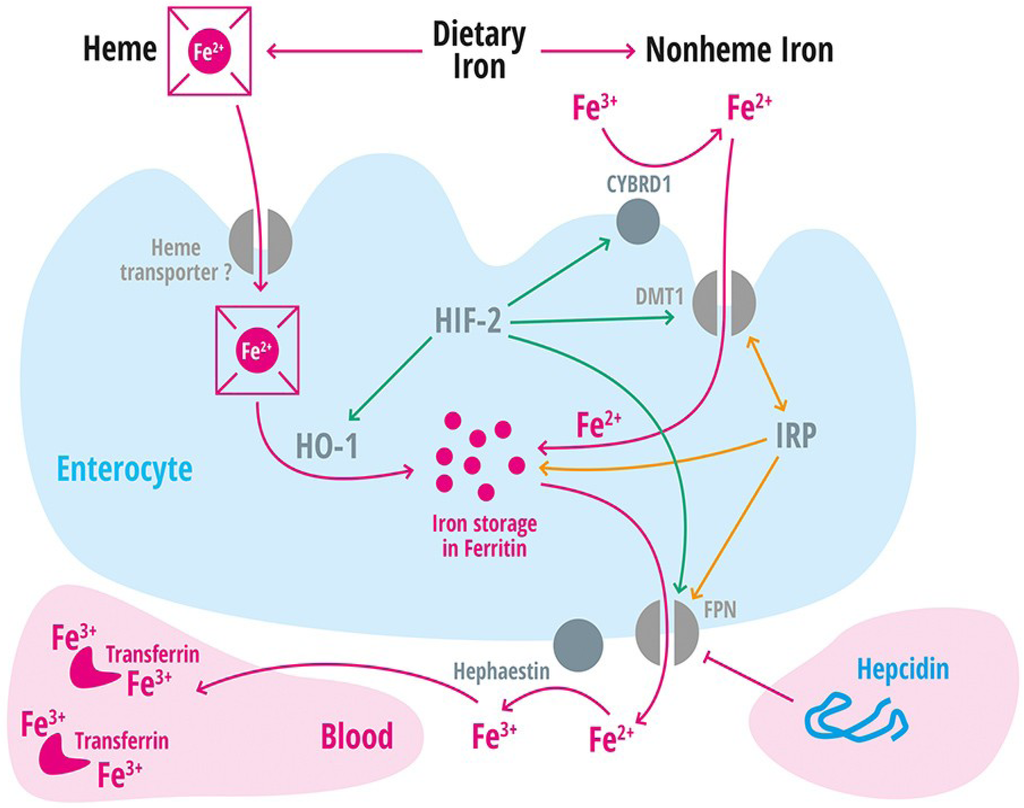 Heme
Fe²⁺
Dietary
Iron
Nonheme Iron
Fe³⁺
Fe²⁺
CYBRD1
Heme
transporter ?
DMT1
HIF-2
Fe²⁺
HO-1
Fe²⁺
IRP
Enterocyte
Iron storage
in Ferritin
FPN
Fe³⁺
Transferrin
Fe³⁺
Hephaestin
Hepcidin
Fe³⁺
Transferrin
Fe³⁺
Blood
Fe³⁺
Fe²⁺